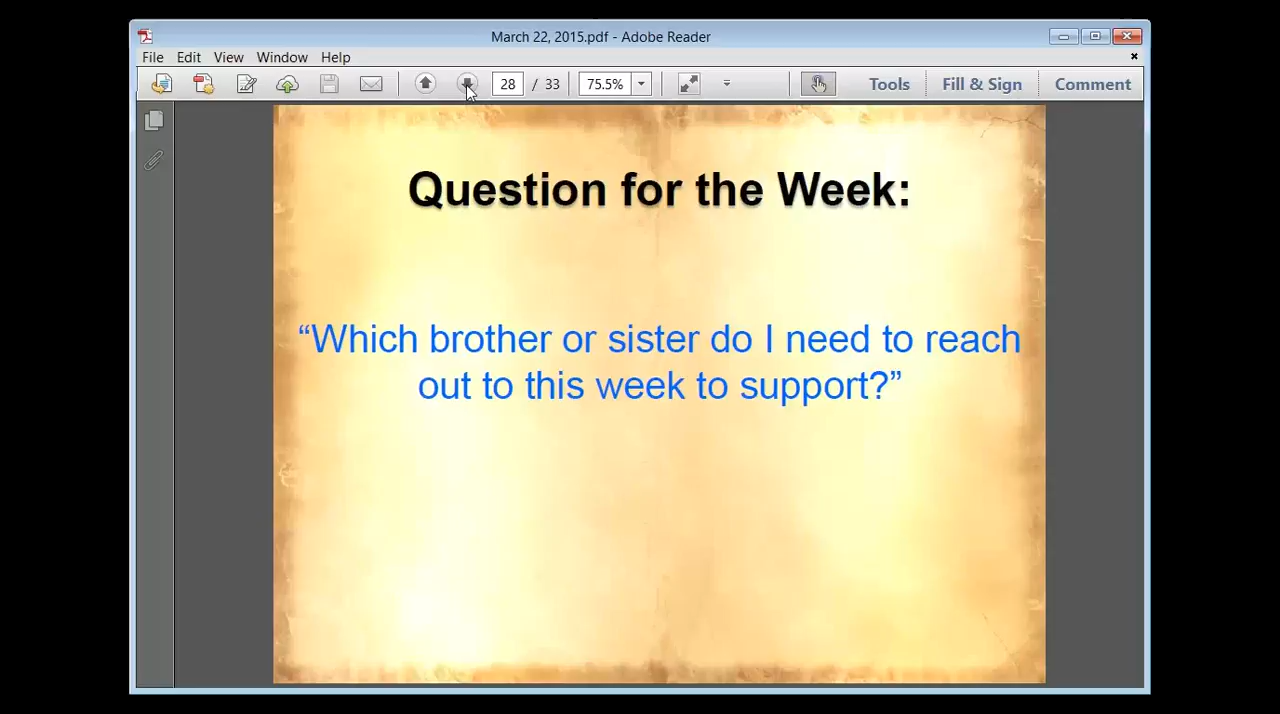 March 22, 2015.pdf - Adobe Reader
File Edit View Window Help
28 / 33 75.5% Tools Fill & Sign Comment
Question for the Week:
“Which brother or sister do I need to reach
out to this week to support?”